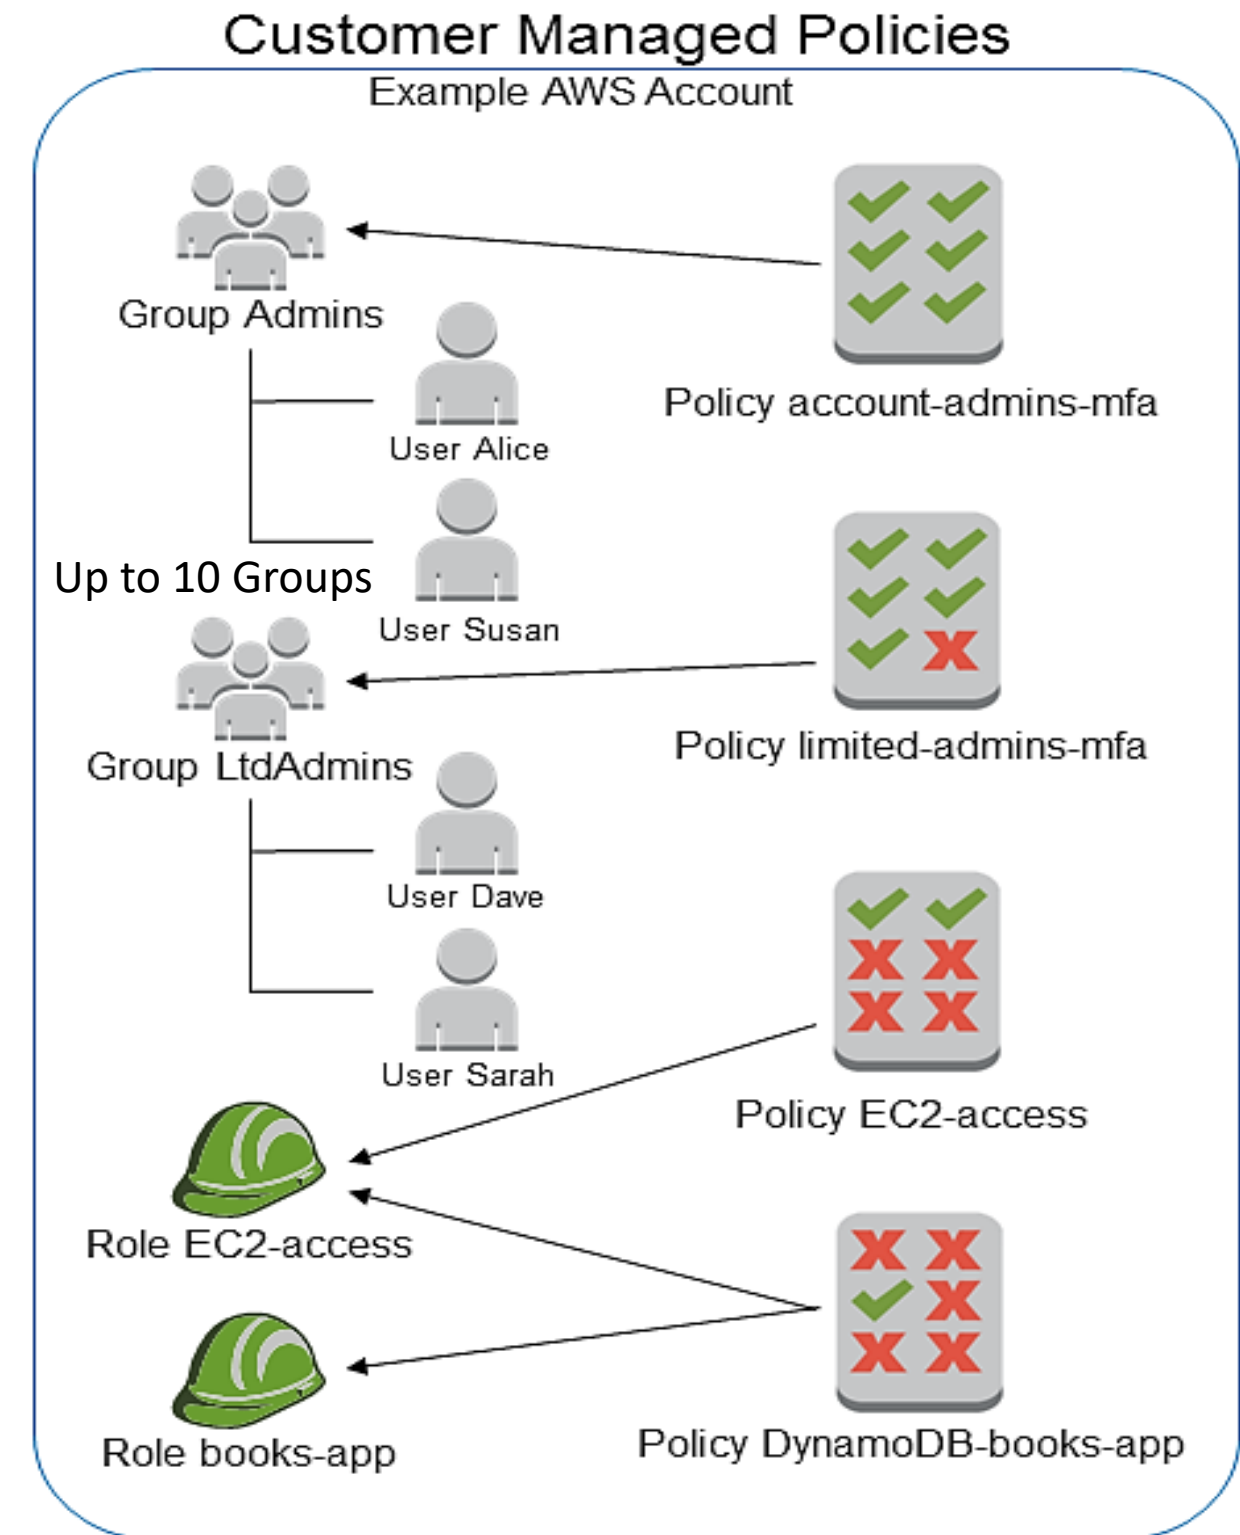 Customer Managed Policies
Example AWS Account
Group Admins
User Alice
Policy account-admins-mfa
User Susan
Up to 10 Groups
Group LtdAdmins
Policy limited-admins-mfa
User Dave
User Sarah
Policy EC2-access
Role EC2-access
Role books-app
Policy DynamoDB-books-app